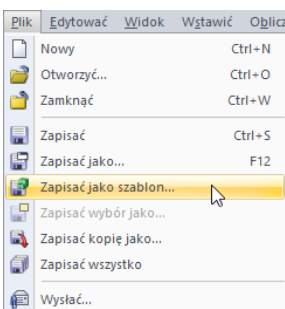 Plik Edytować Widok Wstawić Oblicz
Nowy Ctrl+N
Otworzyć... Ctrl+O
Zamknąć Ctrl+W
Zapisać Ctrl+S
Zapisać jako... F12
Zapisać jako szablon...
Zapisać wybór jako...
Zapisać kopię jako...
Zapisać wszystko
Wysłać...